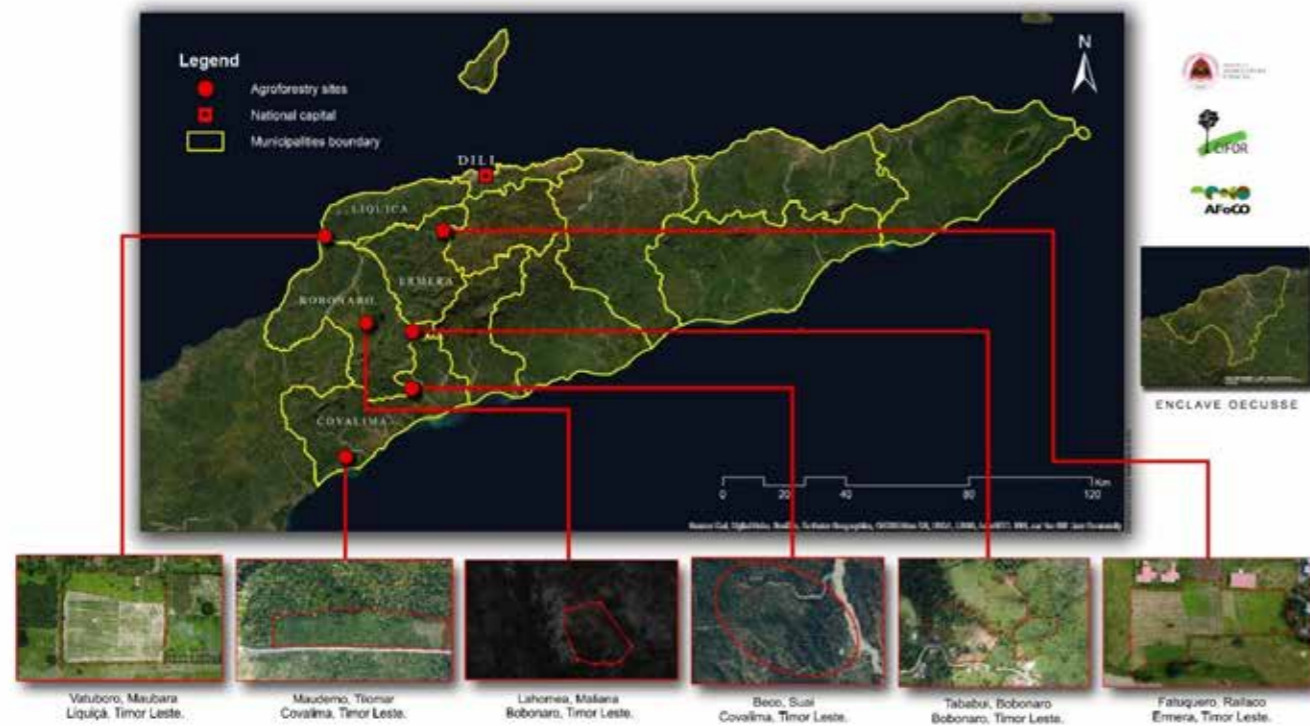 Legend
Agroforestry sites
National capital
Municipalities boundary
N
DILI
LIQUICA
ERMERA
BOBONARO
COVALIMA
0 20 40 80 120
Km
CIFOR
AFoCO
ENCLAVE OECUSSE
Vatuboro, Maubara
Liquiçá, Timor Leste.
Maudemo, Tilomar
Covalima, Timor Leste.
Lahomea, Maliana
Bobonaro, Timor Leste.
Beco, Suai
Covalima, Timor Leste.
Tababui, Bobonaro
Bobonaro, Timor Leste.
Fatuquero, Railaco
Ermera, Timor Leste.